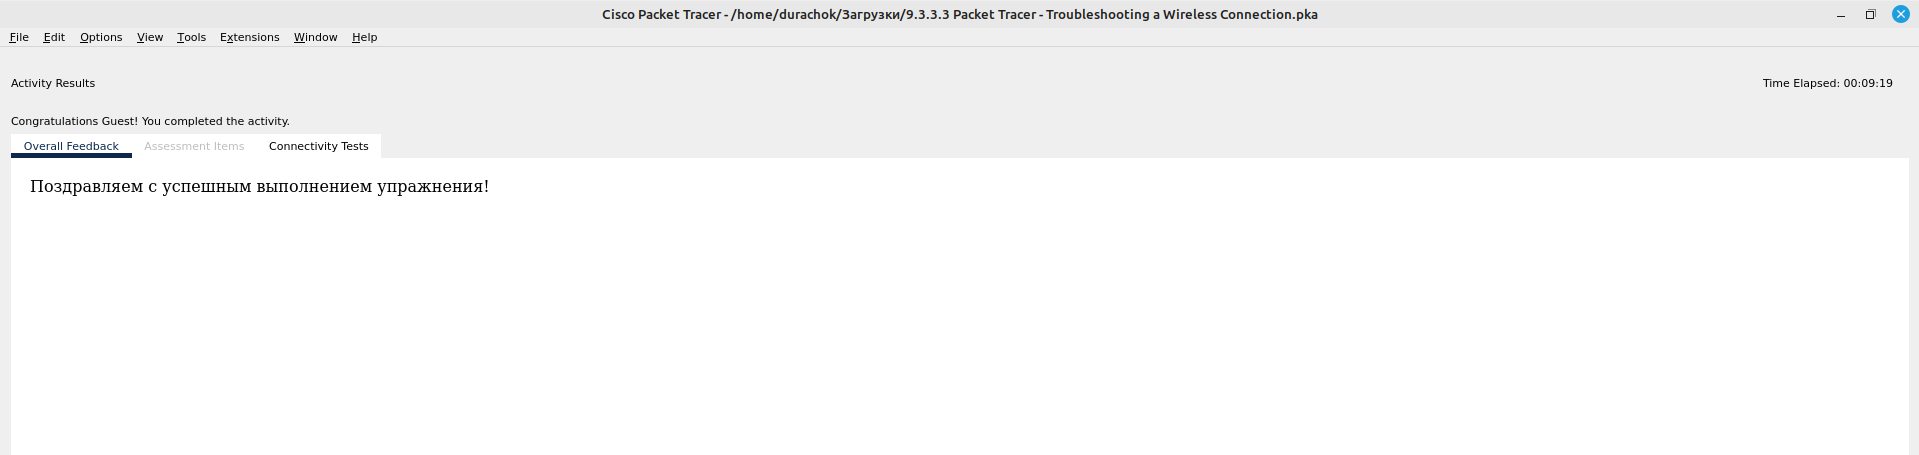 Cisco Packet Tracer - /home/durachok/Загрузки/9.3.3.3 Packet Tracer - Troubleshooting a Wireless Connection.pka
File Edit Options View Tools Extensions Window Help
Activity Results Time Elapsed: 00:09:19
Congratulations Guest! You completed the activity.
Overall Feedback Assessment Items Connectivity Tests
Поздравляем с успешным выполнением упражнения!